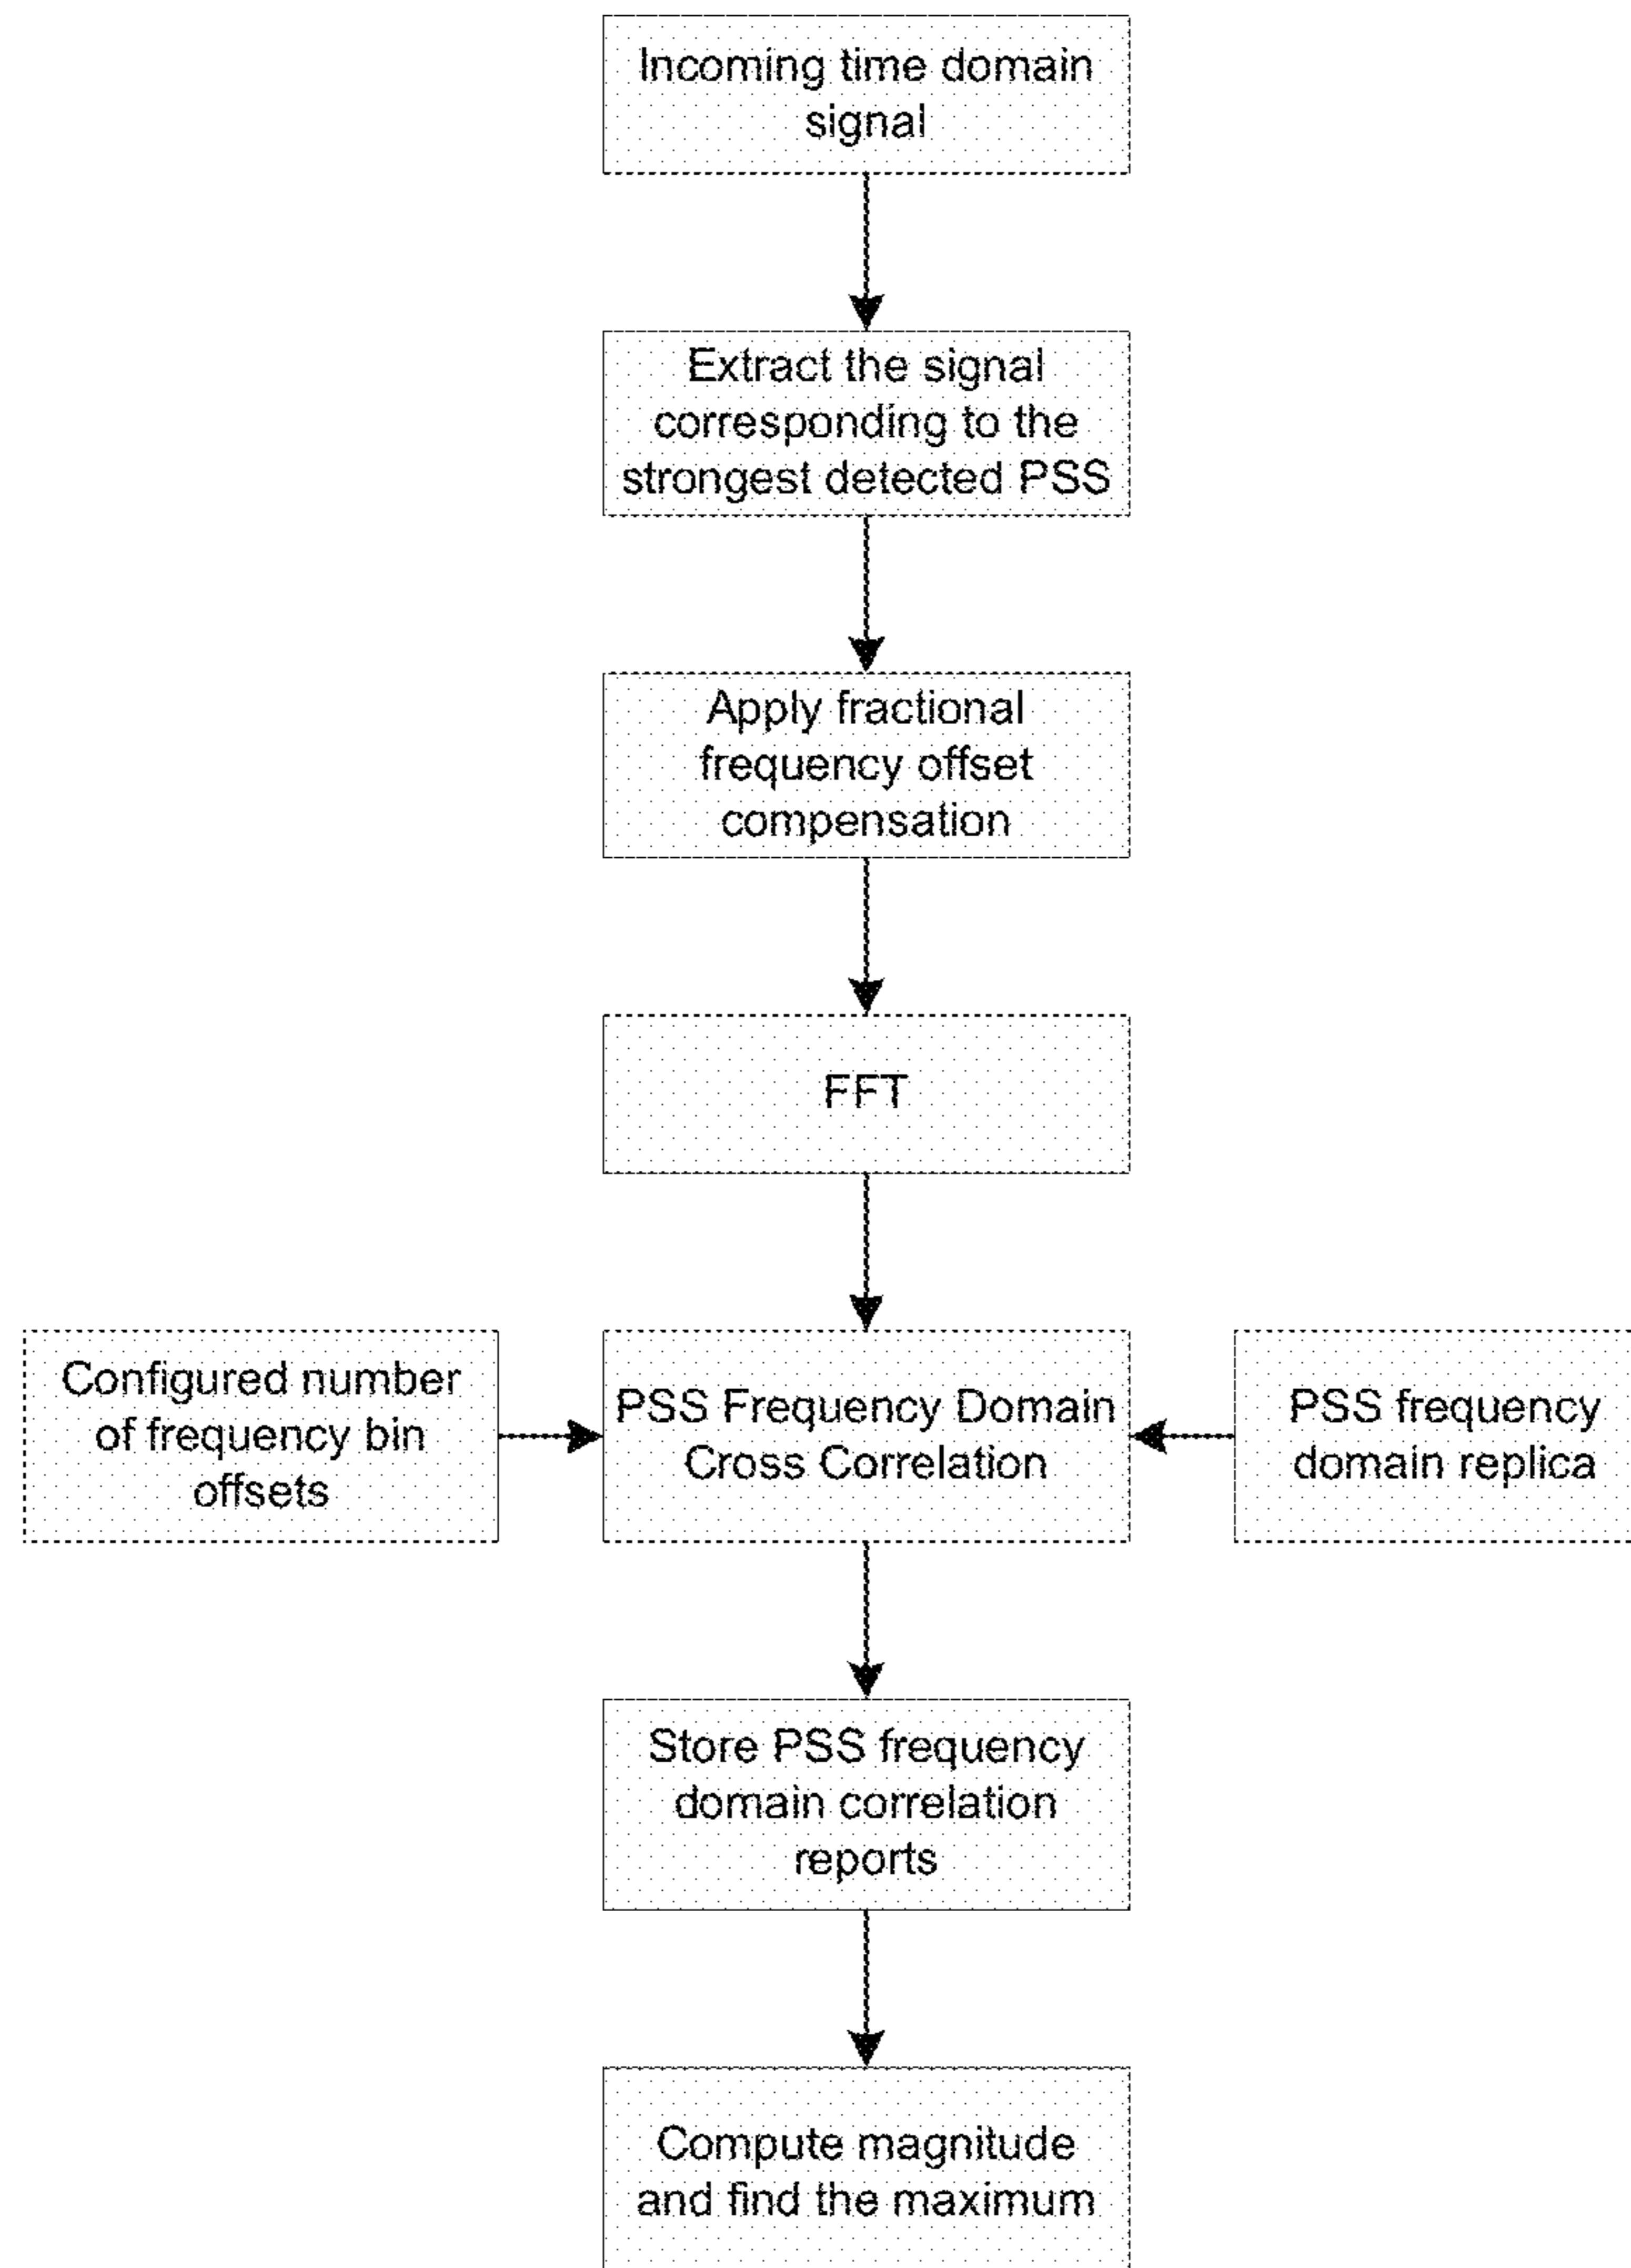 Incoming time domain
signal
Extract the signal
corresponding to the
strongest detected PSS
Apply fractional
frequency offset
compensation
FFT
Configured number
of frequency bin
offsets
PSS Frequency Domain
Cross Correlation
PSS frequency
domain replica
Store PSS frequency
domain correlation
reports
Compute magnitude
and find the maximum